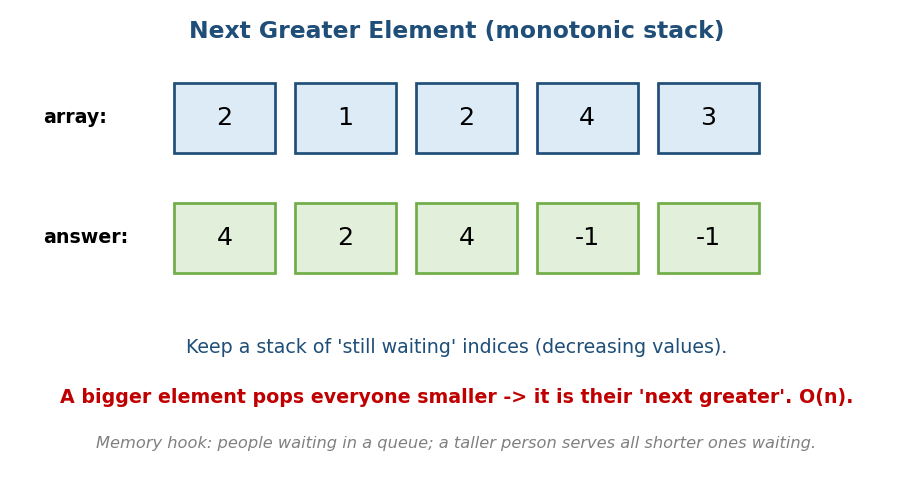 Next Greater Element (monotonic stack)
array: 2 1 2 4 3
answer: 4 2 4 -1 -1
Keep a stack of 'still waiting' indices (decreasing values).
A bigger element pops everyone smaller -> it is their 'next greater'. O(n).
Memory hook: people waiting in a queue; a taller person serves all shorter ones waiting.